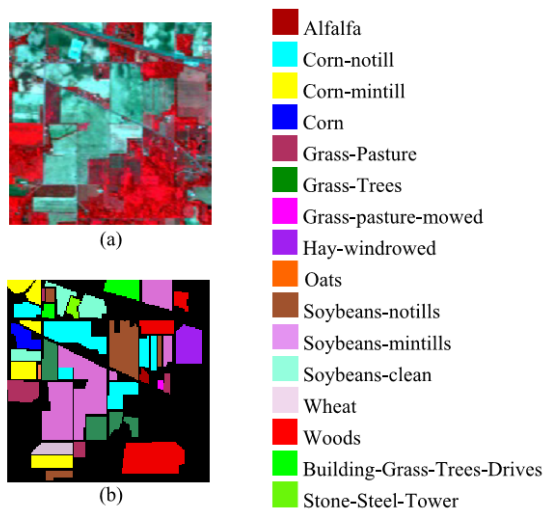 (a)
(b)
Alfalfa
Corn-notill
Corn-mintill
Corn
Grass-Pasture
Grass-Trees
Grass-pasture-mowed
Hay-windrowed
Oats
Soybeans-notills
Soybeans-mintills
Soybeans-clean
Wheat
Woods
Building-Grass-Trees-Drives
Stone-Steel-Tower